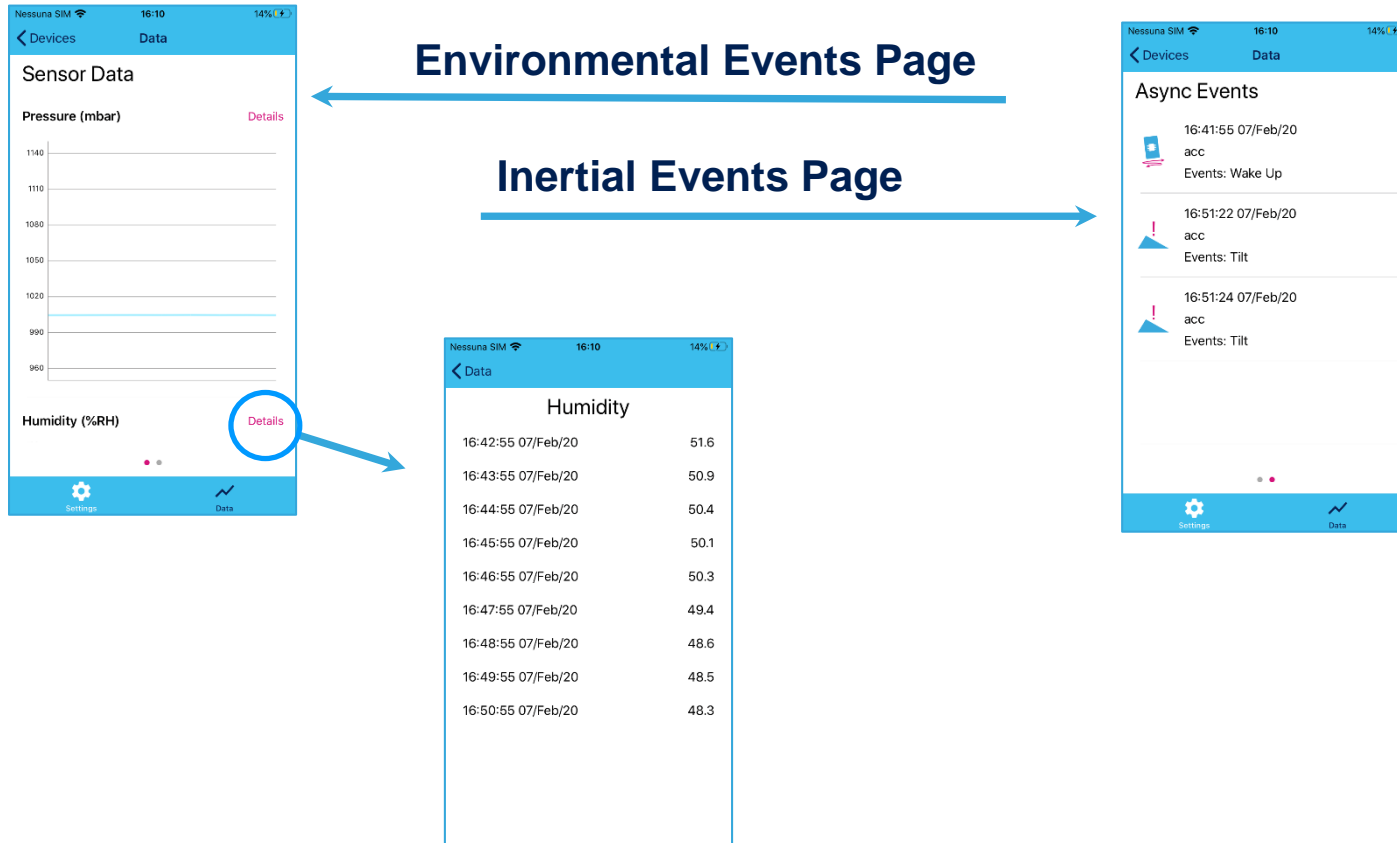 Nessuna SIM 16:10 14%
Devices Data
Sensor Data
Pressure (mbar) Details
1140
1110
1080
1050
1020
990
960
Humidity (%RH) Details
Settings Data
Environmental Events Page
Inertial Events Page
Nessuna SIM 16:10 14%
Data
Humidity
16:42:55 07/Feb/20 51.6
16:43:55 07/Feb/20 50.9
16:44:55 07/Feb/20 50.4
16:45:55 07/Feb/20 50.1
16:46:55 07/Feb/20 50.3
16:47:55 07/Feb/20 49.4
16:48:55 07/Feb/20 48.6
16:49:55 07/Feb/20 48.5
16:50:55 07/Feb/20 48.3
Nessuna SIM 16:10 14%
Devices Data
Async Events
16:41:55 07/Feb/20
acc
Events: Wake Up
16:51:22 07/Feb/20
! acc
Events: Tilt
16:51:24 07/Feb/20
! acc
Events: Tilt
Settings Data